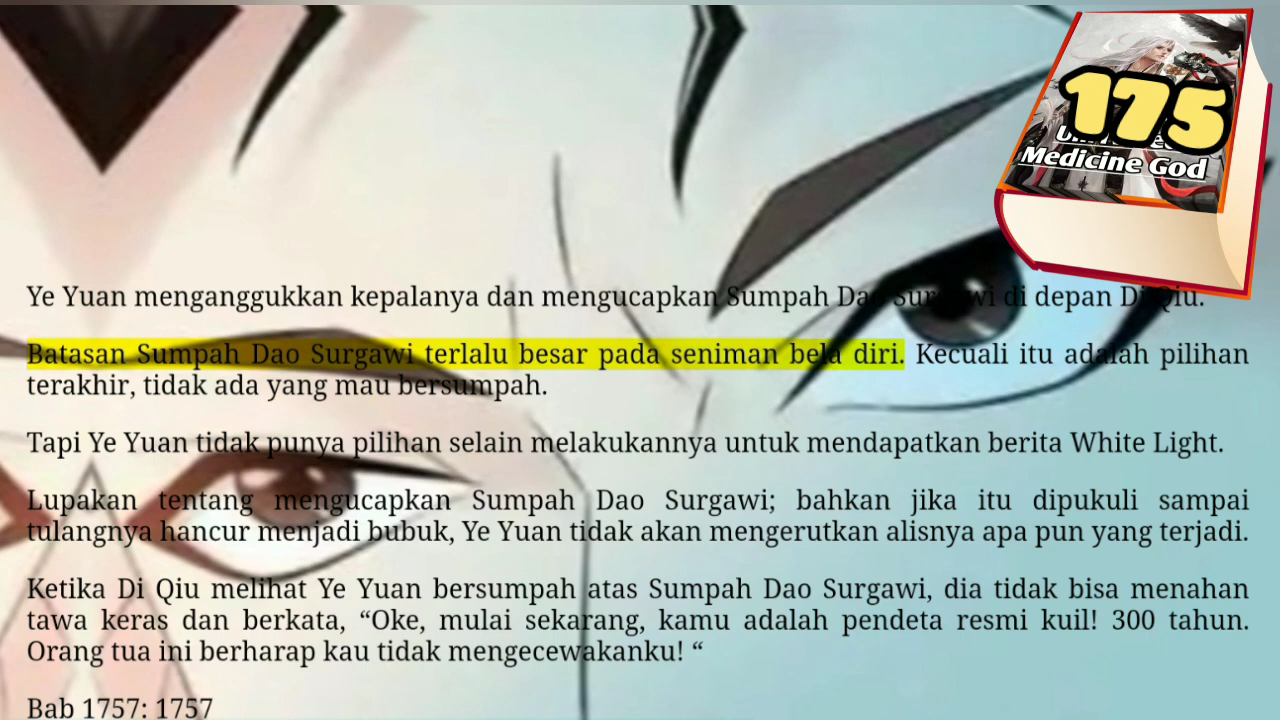 175
Medicine God
Ye Yuan menganggukkan kepalanya dan mengucapkan Sumpah Dao Surgawi di depan Di Qiu.
Batasan Sumpah Dao Surgawi terlalu besar pada seniman bela diri. Kecuali itu adalah pilihan
terakhir, tidak ada yang mau bersumpah.
Tapi Ye Yuan tidak punya pilihan selain melakukannya untuk mendapatkan berita White Light.
Lupakan tentang mengucapkan Sumpah Dao Surgawi; bahkan jika itu dipukuli sampai
tulangnya hancur menjadi bubuk, Ye Yuan tidak akan mengerutkan alisnya apa pun yang terjadi.
Ketika Di Qiu melihat Ye Yuan bersumpah atas Sumpah Dao Surgawi, dia tidak bisa menahan
tawa keras dan berkata, “Oke, mulai sekarang, kamu adalah pendeta resmi kuil! 300 tahun.
Orang tua ini berharap kau tidak mengecewakanku! “
Bab 1757: 1757